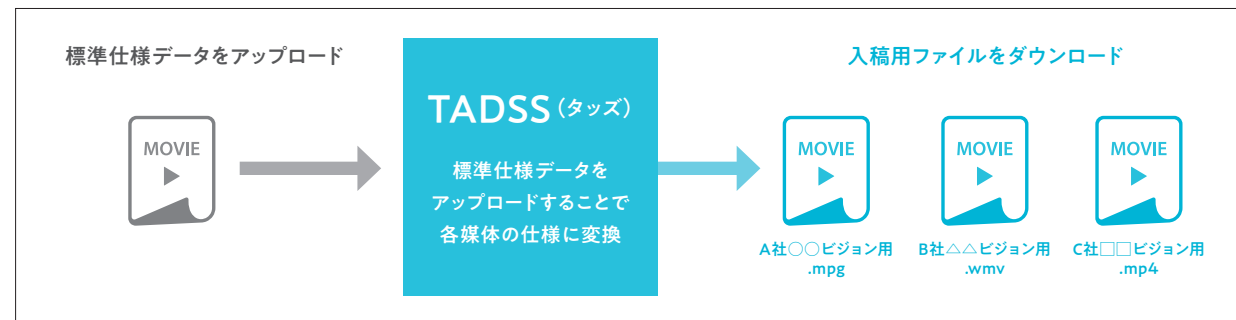 標準仕様データをアップロード
MOVIE
TADSS(タッズ)
標準仕様データを
アップロードすることで
各媒体の仕様に変換
入稿用ファイルをダウンロード
MOVIE
A社〇〇ビジョン用
.mpg
MOVIE
B社△△ビジョン用
.wmv
MOVIE
C社□□ビジョン用
.mp4